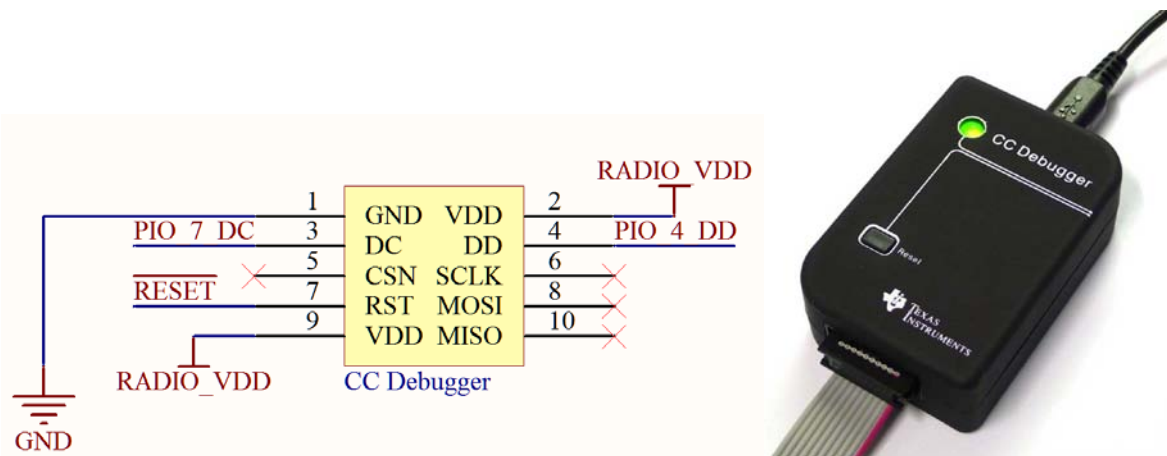 RADIO_VDD
1 GND VDD 2
PIO_7_DC 3 DC DD 4 PIO_4_DD
5 CSN SCLK 6
RESET 7 RST MOSI 8
9 VDD MISO 10
RADIO_VDD
CC Debugger
GND
CC Debugger
Reset
TEXAS
INSTRUMENTS